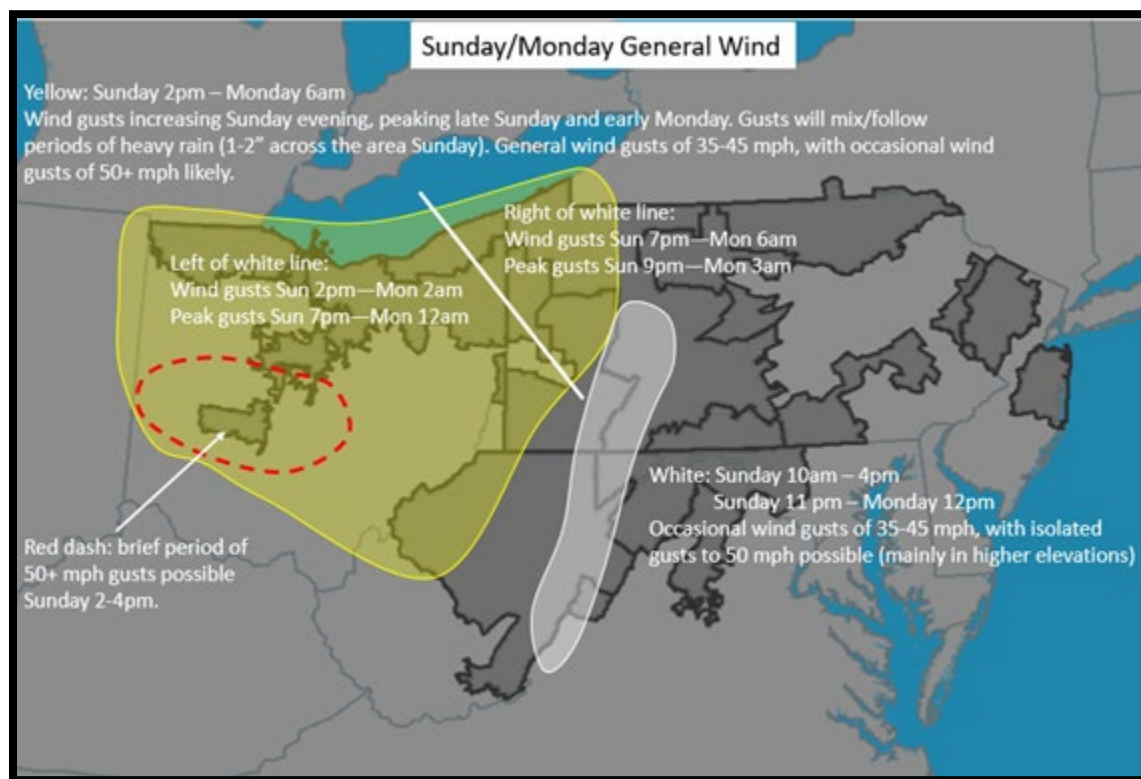 Sunday/Monday General Wind
Yellow: Sunday 2pm – Monday 6am
Wind gusts increasing Sunday evening, peaking late Sunday and early Monday. Gusts will mix/follow
periods of heavy rain (1-2” across the area Sunday). General wind gusts of 35-45 mph, with occasional wind
gusts of 50+ mph likely.
Right of white line:
Wind gusts Sun 7pm—Mon 6am
Peak gusts Sun 9pm—Mon 3am
Left of white line:
Wind gusts Sun 2pm—Mon 2am
Peak gusts Sun 7pm—Mon 12am
White: Sunday 10am – 4pm
Sunday 11 pm – Monday 12pm
Occasional wind gusts of 35-45 mph, with isolated
gusts to 50 mph possible (mainly in higher elevations)
Red dash: brief period of
50+ mph gusts possible
Sunday 2-4pm.